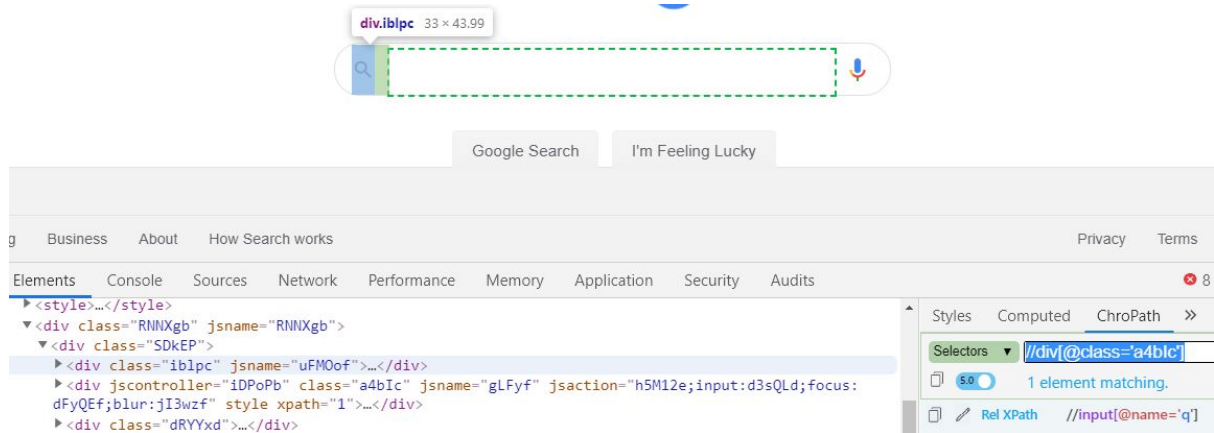 div.iblpc 33 × 43.99
Google Search I'm Feeling Lucky
g Business About How Search works Privacy Terms
Elements Console Sources Network Performance Memory Application Security Audits 8
▶<style>…</style>
▼<div class="RNNXgb" jsname="RNNXgb">
▼<div class="SDkEP">
▶<div class="iblpc" jsname="uFMOof">…</div>
▶<div jscontroller="iDPoPb" class="a4bIc" jsname="gLFyf" jsaction="h5M12e;input:d3sQLd;focus:
dFyQEf;blur:jI3wzf" style xpath="1">…</div>
▶<div class="dRYYxd">…</div>
Styles Computed ChroPath »
Selectors ▼ //div[@class='a4bIc']
5.0 1 element matching.
Rel XPath //input[@name='q']